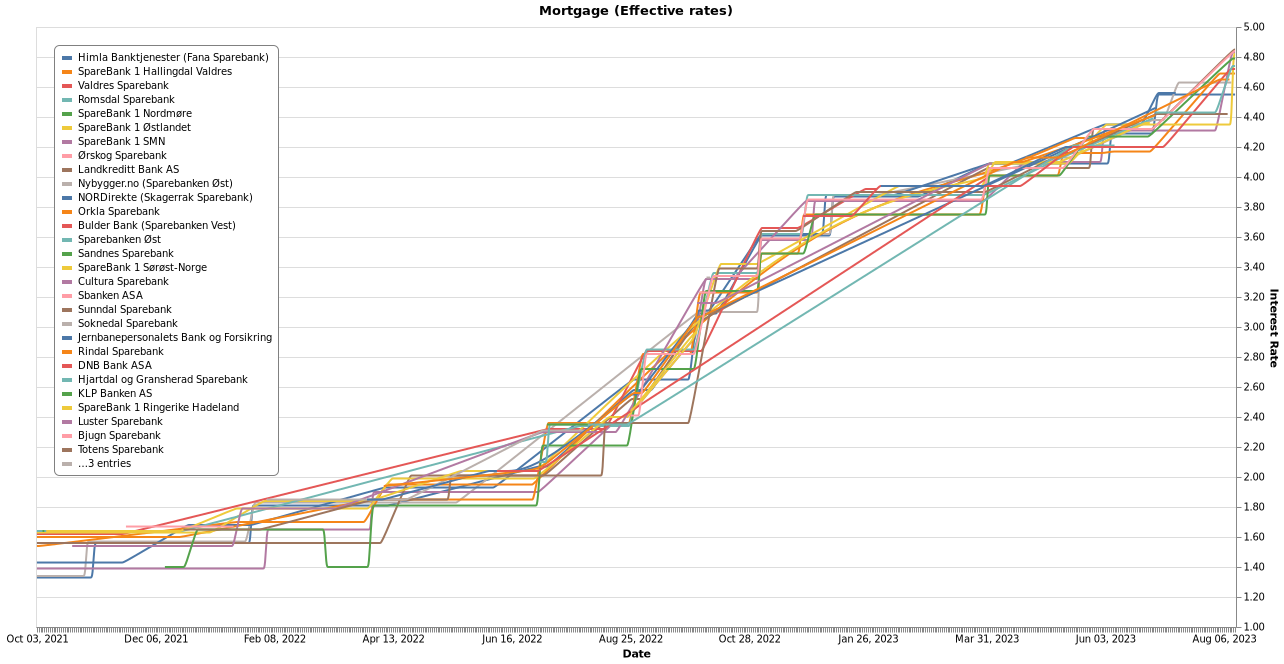 Mortgage (Effective rates)
Himla Banktjenester (Fana Sparebank)
SpareBank 1 Hallingdal Valdres
Valdres Sparebank
Romsdal Sparebank
SpareBank 1 Nordmøre
SpareBank 1 Østlandet
SpareBank 1 SMN
Ørskog Sparebank
Landkreditt Bank AS
Nybygger.no (Sparebanken Øst)
NORDirekte (Skagerrak Sparebank)
Orkla Sparebank
Bulder Bank (Sparebanken Vest)
Sparebanken Øst
Sandnes Sparebank
SpareBank 1 Sørøst-Norge
Cultura Sparebank
Sbanken ASA
Sunndal Sparebank
Soknedal Sparebank
Jernbanepersonalets Bank og Forsikring
Rindal Sparebank
DNB Bank ASA
Hjartdal og Gransherad Sparebank
KLP Banken AS
SpareBank 1 Ringerike Hadeland
Luster Sparebank
Bjugn Sparebank
Totens Sparebank
...3 entries
5.00
4.80
4.60
4.40
4.20
4.00
3.80
3.60
3.40
3.20
3.00
2.80
2.60
2.40
2.20
2.00
1.80
1.60
1.40
1.20
1.00
Interest Rate
Oct 03, 2021
Dec 06, 2021
Feb 08, 2022
Apr 13, 2022
Jun 16, 2022
Aug 25, 2022
Oct 28, 2022
Jan 26, 2023
Mar 31, 2023
Jun 03, 2023
Aug 06, 2023
Date